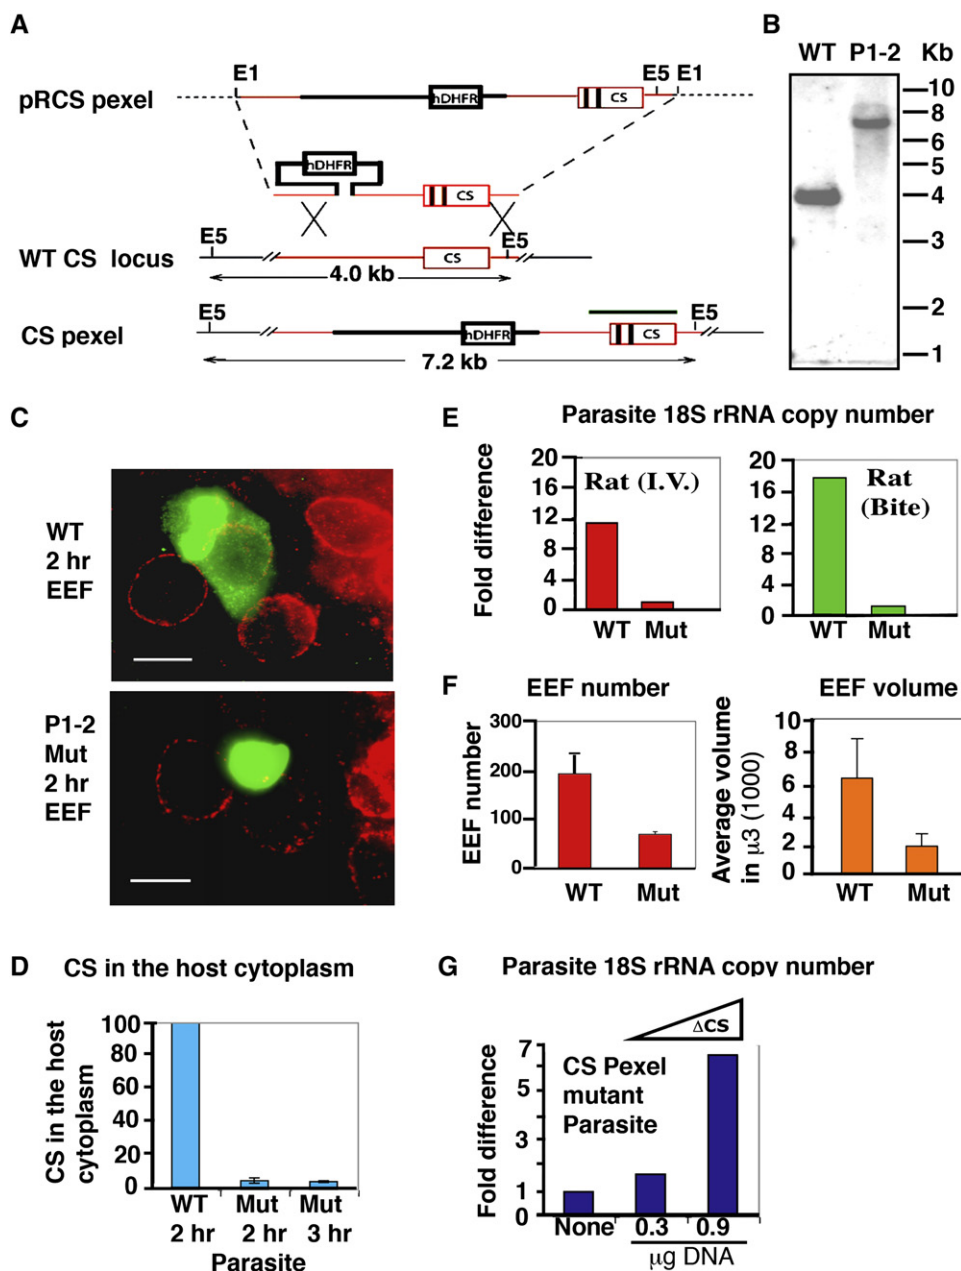 A
E1
E5 E1
pRCS pexel
hDHFR
CS
hDHFR
CS
E5
E5
WT CS locus
CS
4.0 kb
E5
E5
CS pexel
hDHFR
CS
7.2 kb
B
WT P1-2 Kb
10
8
6
5
4
3
2
1
C
WT
2 hr
EEF
P1-2
Mut
2 hr
EEF
D CS in the host cytoplasm
CS in the host
cytoplasm
100
80
60
40
20
0
WT Mut Mut
2 hr 2 hr 3 hr
Parasite
E Parasite 18S rRNA copy number
Fold difference
20
16
12
8
4
0
Rat (I.V.)
WT Mut
20
16
12
8
4
0
Rat
(Bite)
WT Mut
F EEF number
EEF number
300
200
100
0
WT Mut
EEF volume
Average volume
in μ3 (1000)
10
8
6
4
2
0
WT Mut
G Parasite 18S rRNA copy number
ΔCS
Fold difference
7
5
3
1
0
CS Pexel
mutant
Parasite
None 0.3 0.9
μg DNA